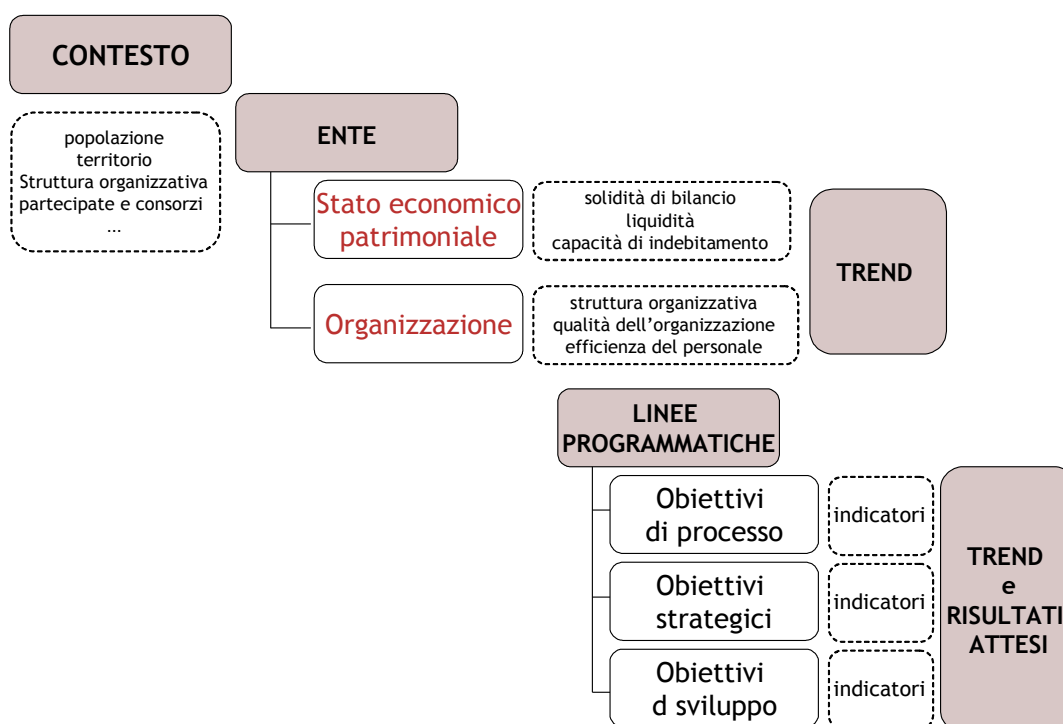 CONTESTO
popolazione
territorio
Struttura organizzativa
partecipate e consorzi
...
ENTE
Stato economico
patrimoniale
solidità di bilancio
liquidità
capacità di indebitamento
Organizzazione
struttura organizzativa
qualità dell’organizzazione
efficienza del personale
TREND
LINEE
PROGRAMMATICHE
Obiettivi
di processo
indicatori
Obiettivi
strategici
indicatori
Obiettivi
d sviluppo
indicatori
TREND
e
RISULTATI
ATTESI